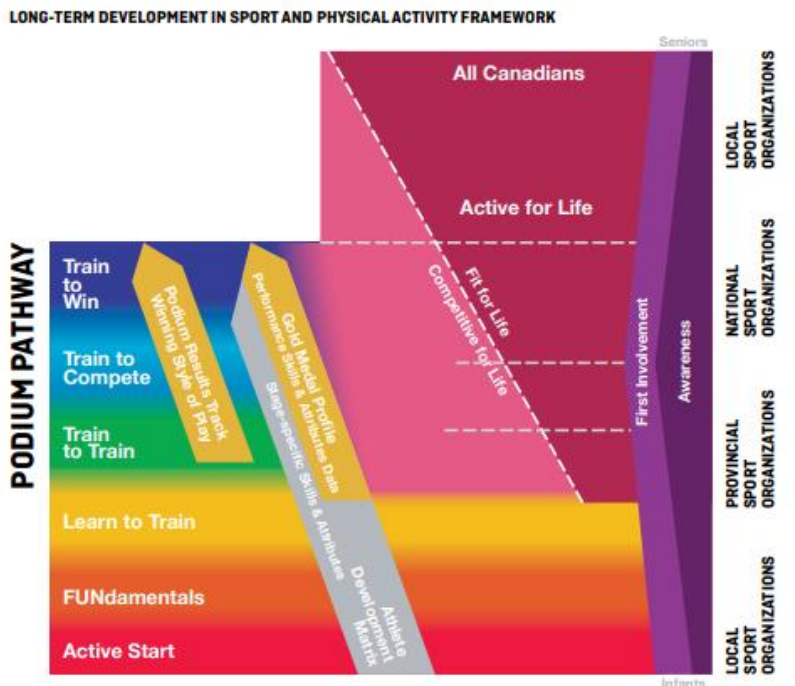 LONG-TERM DEVELOPMENT IN SPORT AND PHYSICAL ACTIVITY FRAMEWORK
Seniors
All Canadians
Active for Life
PODIUM PATHWAY
Train
to
Win
Train to
Compete
Train
to Train
Learn to Train
FUNdamentals
Active Start
Podium Results Track
Winning Style of Play
Gold Medal Profile
Performance Skills & Attributes Data
Stage-specific Skills & Attributes
Athlete
Development
Matrix
Fit for Life
Competitive for Life
First Involvement
Awareness
LOCAL
SPORT
ORGANIZATIONS
NATIONAL
SPORT
ORGANIZATIONS
PROVINCIAL
SPORT
ORGANIZATIONS
LOCAL
SPORT
ORGANIZATIONS
Infants